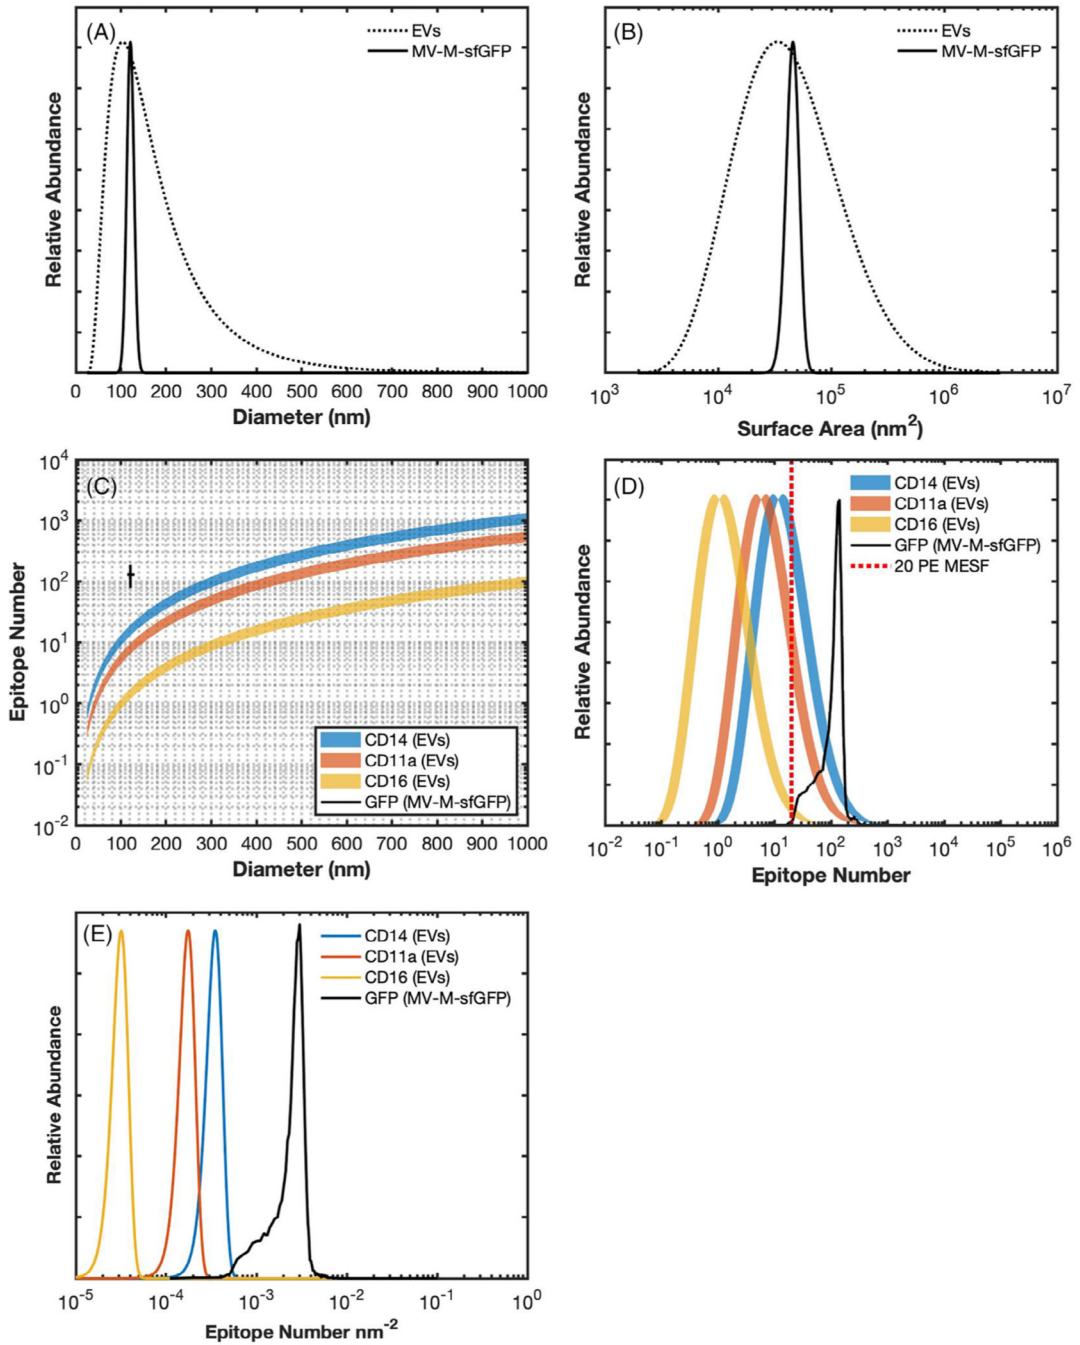 (A)
EVs
MV-M-sfGFP
Relative Abundance
0 100 200 300 400 500 600 700 800 900 1000
Diameter (nm)
(B)
EVs
MV-M-sfGFP
Relative Abundance
10^3 10^4 10^5 10^6 10^7
Surface Area (nm^2)
(C)
Epitope Number
10^4
10^3
10^2
10^1
10^0
10^-1
10^-2
CD14 (EVs)
CD11a (EVs)
CD16 (EVs)
GFP (MV-M-sfGFP)
0 100 200 300 400 500 600 700 800 900 1000
Diameter (nm)
(D)
CD14 (EVs)
CD11a (EVs)
CD16 (EVs)
GFP (MV-M-sfGFP)
20 PE MESF
Relative Abundance
10^-2 10^-1 10^0 10^1 10^2 10^3 10^4 10^5 10^6
Epitope Number
(E)
CD14 (EVs)
CD11a (EVs)
CD16 (EVs)
GFP (MV-M-sfGFP)
Relative Abundance
10^-5 10^-4 10^-3 10^-2 10^-1 10^0
Epitope Number nm^-2